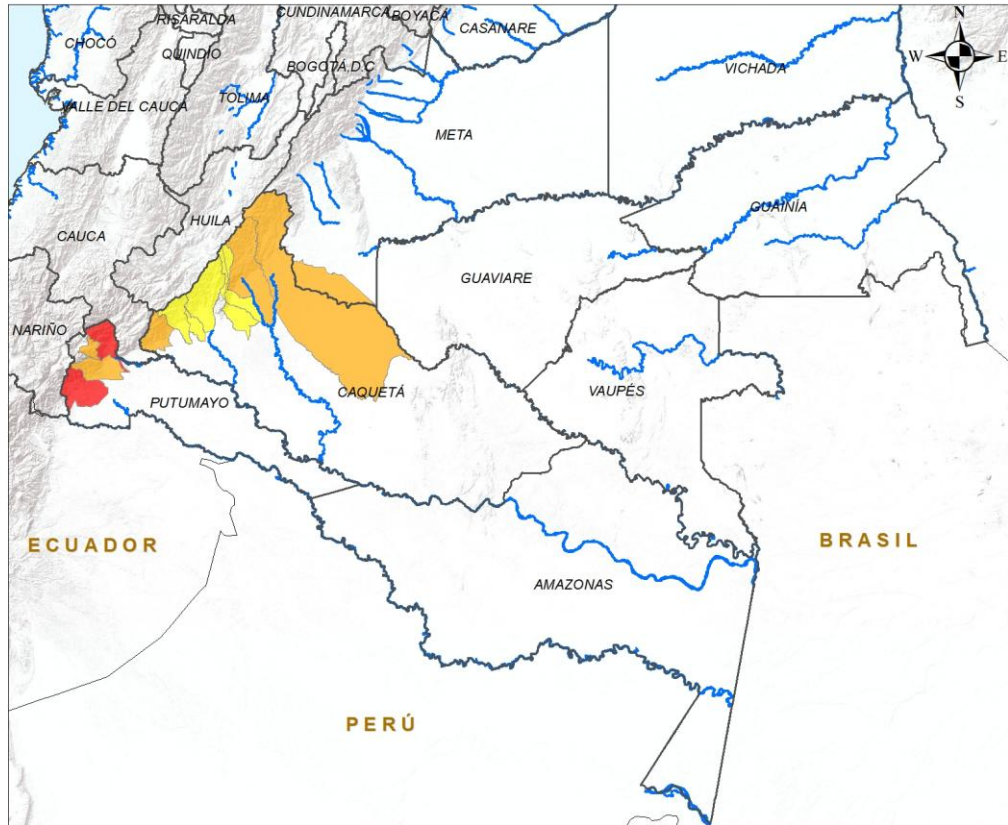 RISARALDA
CUNDINAMARCA
BOYACÁ
CASANARE
N
CHOCÓ
QUINDIO
BOGOTÁ D.C
W
E
VICHADA
S
VALLE DEL CAUCA
TOLIMA
META
GUAINÍA
HUILA
CAUCA
GUAVIARE
NARIÑO
CAQUETÁ
VAUPÉS
PUTUMAYO
ECUADOR
BRASIL
AMAZONAS
PERÚ